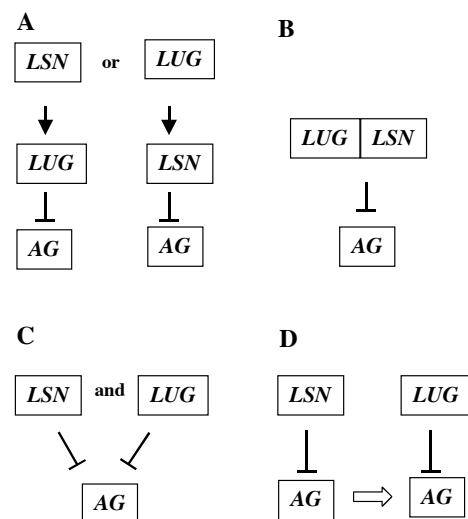 A
B
LSN or LUG
LUG LSN
LUG LSN
AG AG
AG
C
D
LSN and LUG
LSN LUG
AG
AG AG